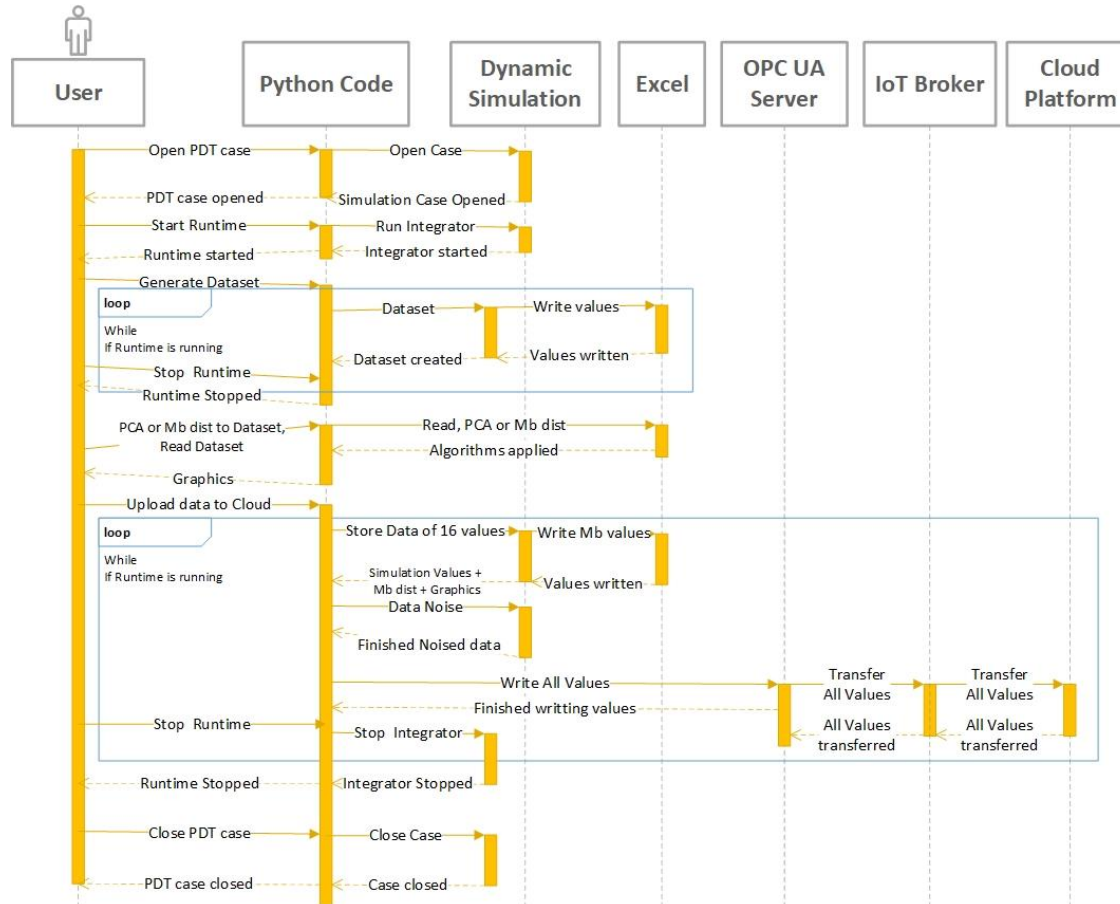 User
Python Code
Dynamic
Simulation
Excel
OPC UA
Server
IoT Broker
Cloud
Platform
Open PDT case
Open Case
PDT case opened
Simulation Case Opened
Start Runtime
Run Integrator
Runtime started
Integrator started
Generate Dataset
loop
Dataset
Write values
While
If Runtime is running
Dataset created
Values written
Stop Runtime
Runtime Stopped
PCA or Mb dist to Dataset,
Read Dataset
Read, PCA or Mb dist
Algorithms applied
Graphics
Upload data to Cloud
loop
Store Data of 16 values
Write Mb values
While
If Runtime is running
Simulation Values +
Mb dist + Graphics
Values written
Data Noise
Finished Noised data
Write All Values
Transfer
All Values
Transfer
All Values
Finished writting values
Stop Runtime
Stop Integrator
All Values
transferred
All Values
transferred
Runtime Stopped
Integrator Stopped
Close PDT case
Close Case
PDT case closed
Case closed